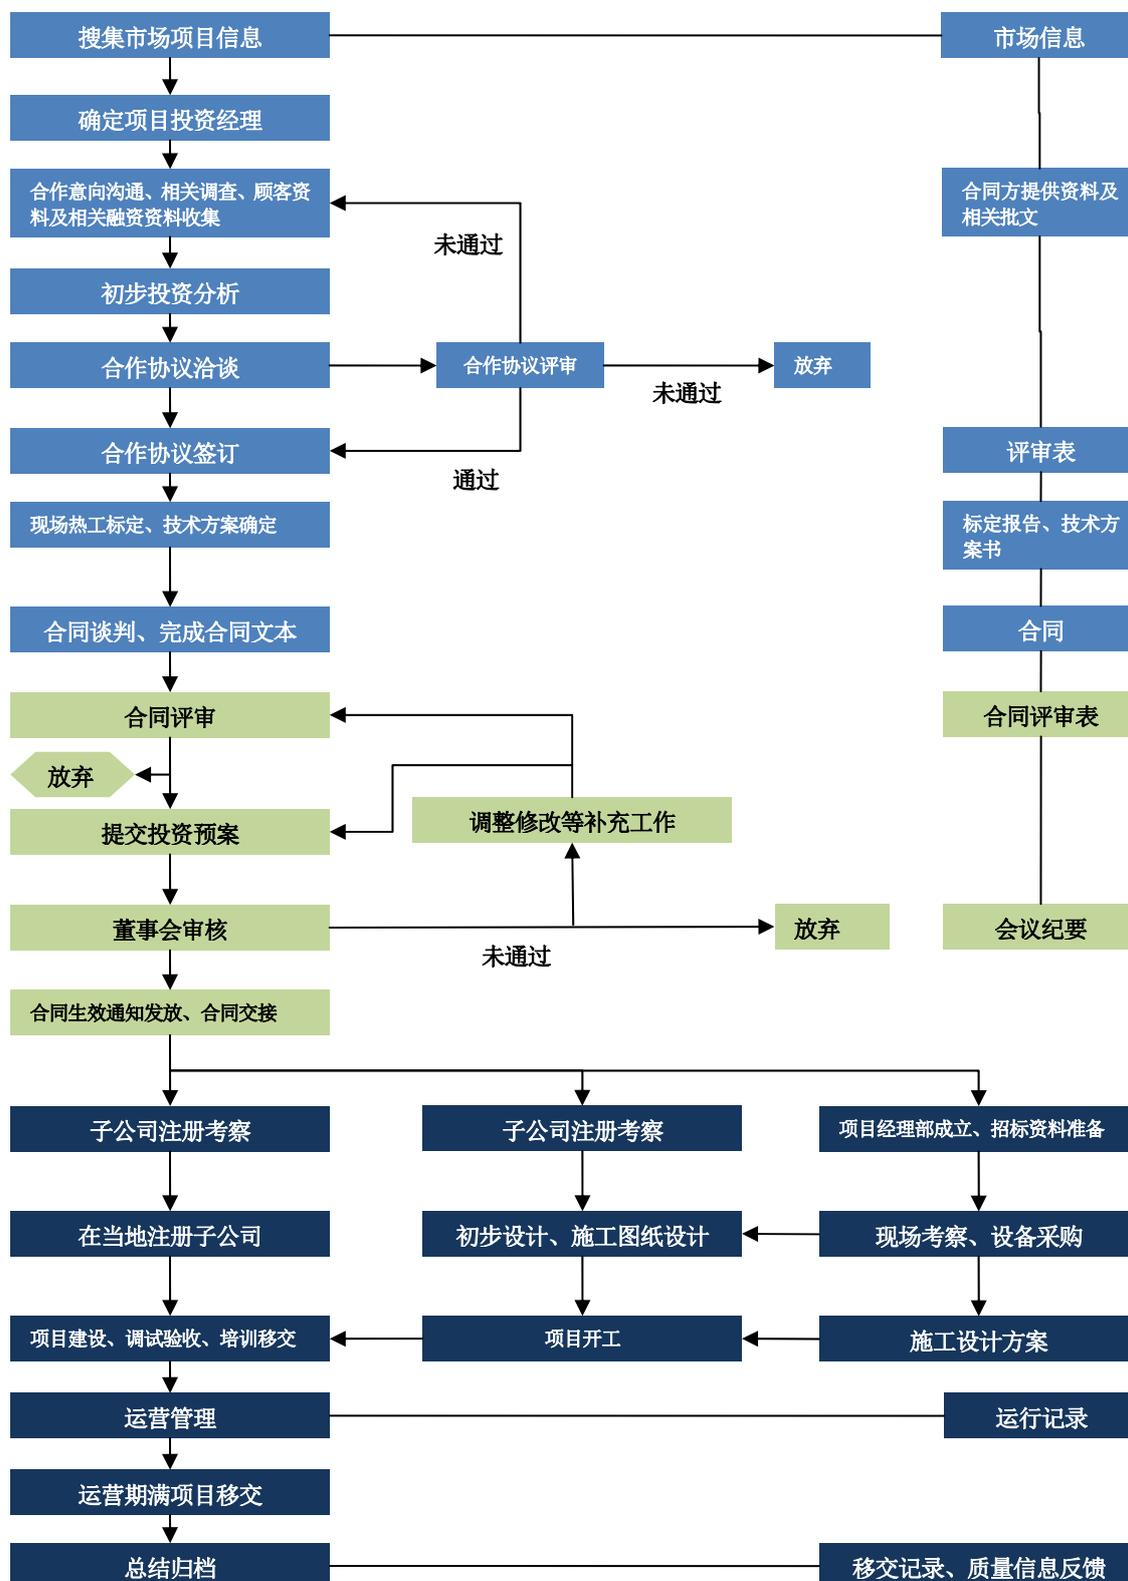 搜集市场项目信息
市场信息
确定项目投资经理
合作意向沟通、相关调查、顾客资
料及相关融资资料收集
合同方提供资料及
相关批文
未通过
初步投资分析
合作协议洽谈
合作协议评审
放弃
未通过
合作协议签订
评审表
通过
现场热工标定、技术方案确定
标定报告、技术方
案书
合同谈判、完成合同文本
合同
合同评审
合同评审表
放弃
提交投资预案
调整修改等补充工作
董事会审核
放弃
会议纪要
未通过
合同生效通知发放、合同交接
子公司注册考察
子公司注册考察
项目经理部成立、招标资料准备
在当地注册子公司
初步设计、施工图纸设计
现场考察、设备采购
项目建设、调试验收、培训移交
项目开工
施工设计方案
运营管理
运行记录
运营期满项目移交
总结归档
移交记录、质量信息反馈